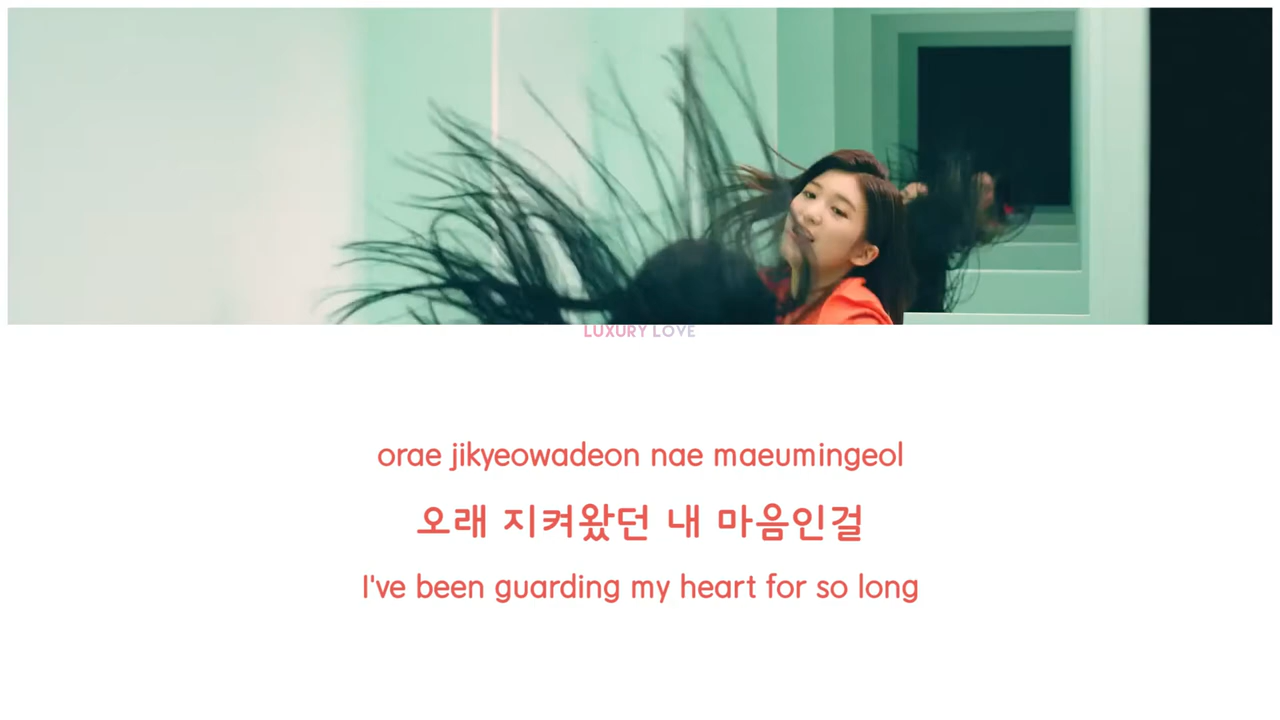 LUXURY LOVE
orae jikyeowadeon nae maeumingeol
오래 지켜왔던 내 마음인걸
I've been guarding my heart for so long